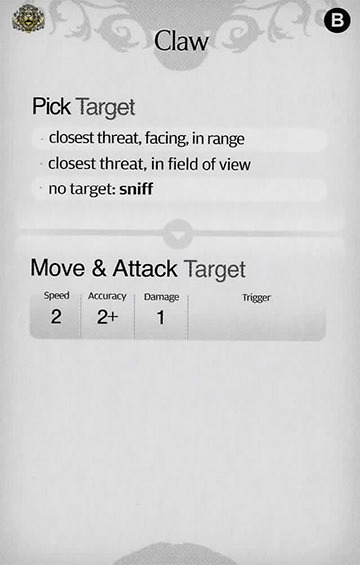 B
Claw
Pick Target
· closest threat, facing, in range
· closest threat, in field of view
· no target: sniff
Move & Attack Target
Speed Accuracy Damage Trigger
2 2+ 1